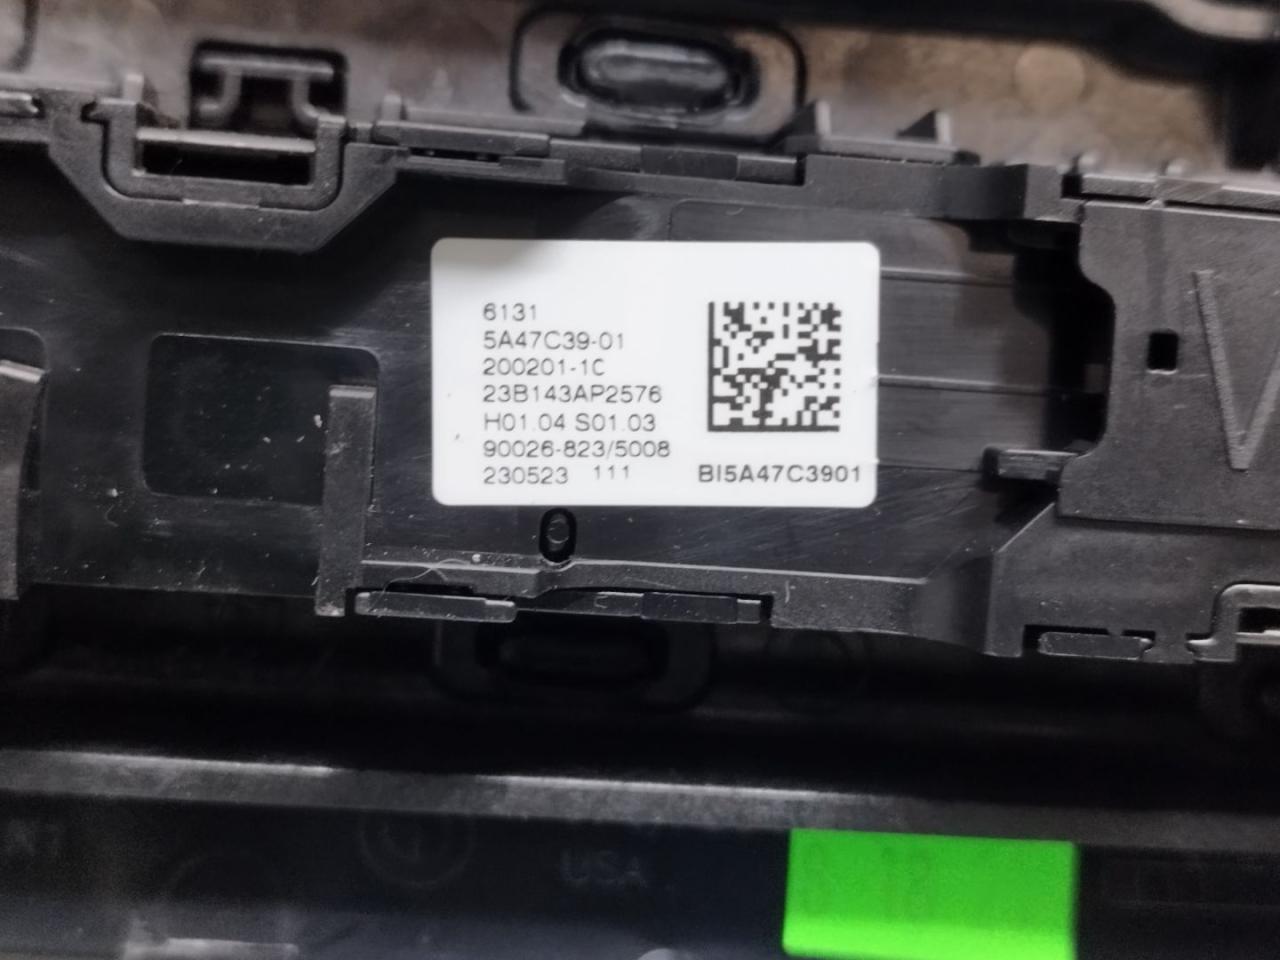 6131
5A47C39-01
200201-1C
23B143AP2576
H01.04 S01.03
90026-823/5008
230523 111
BI5A47C3901
USA